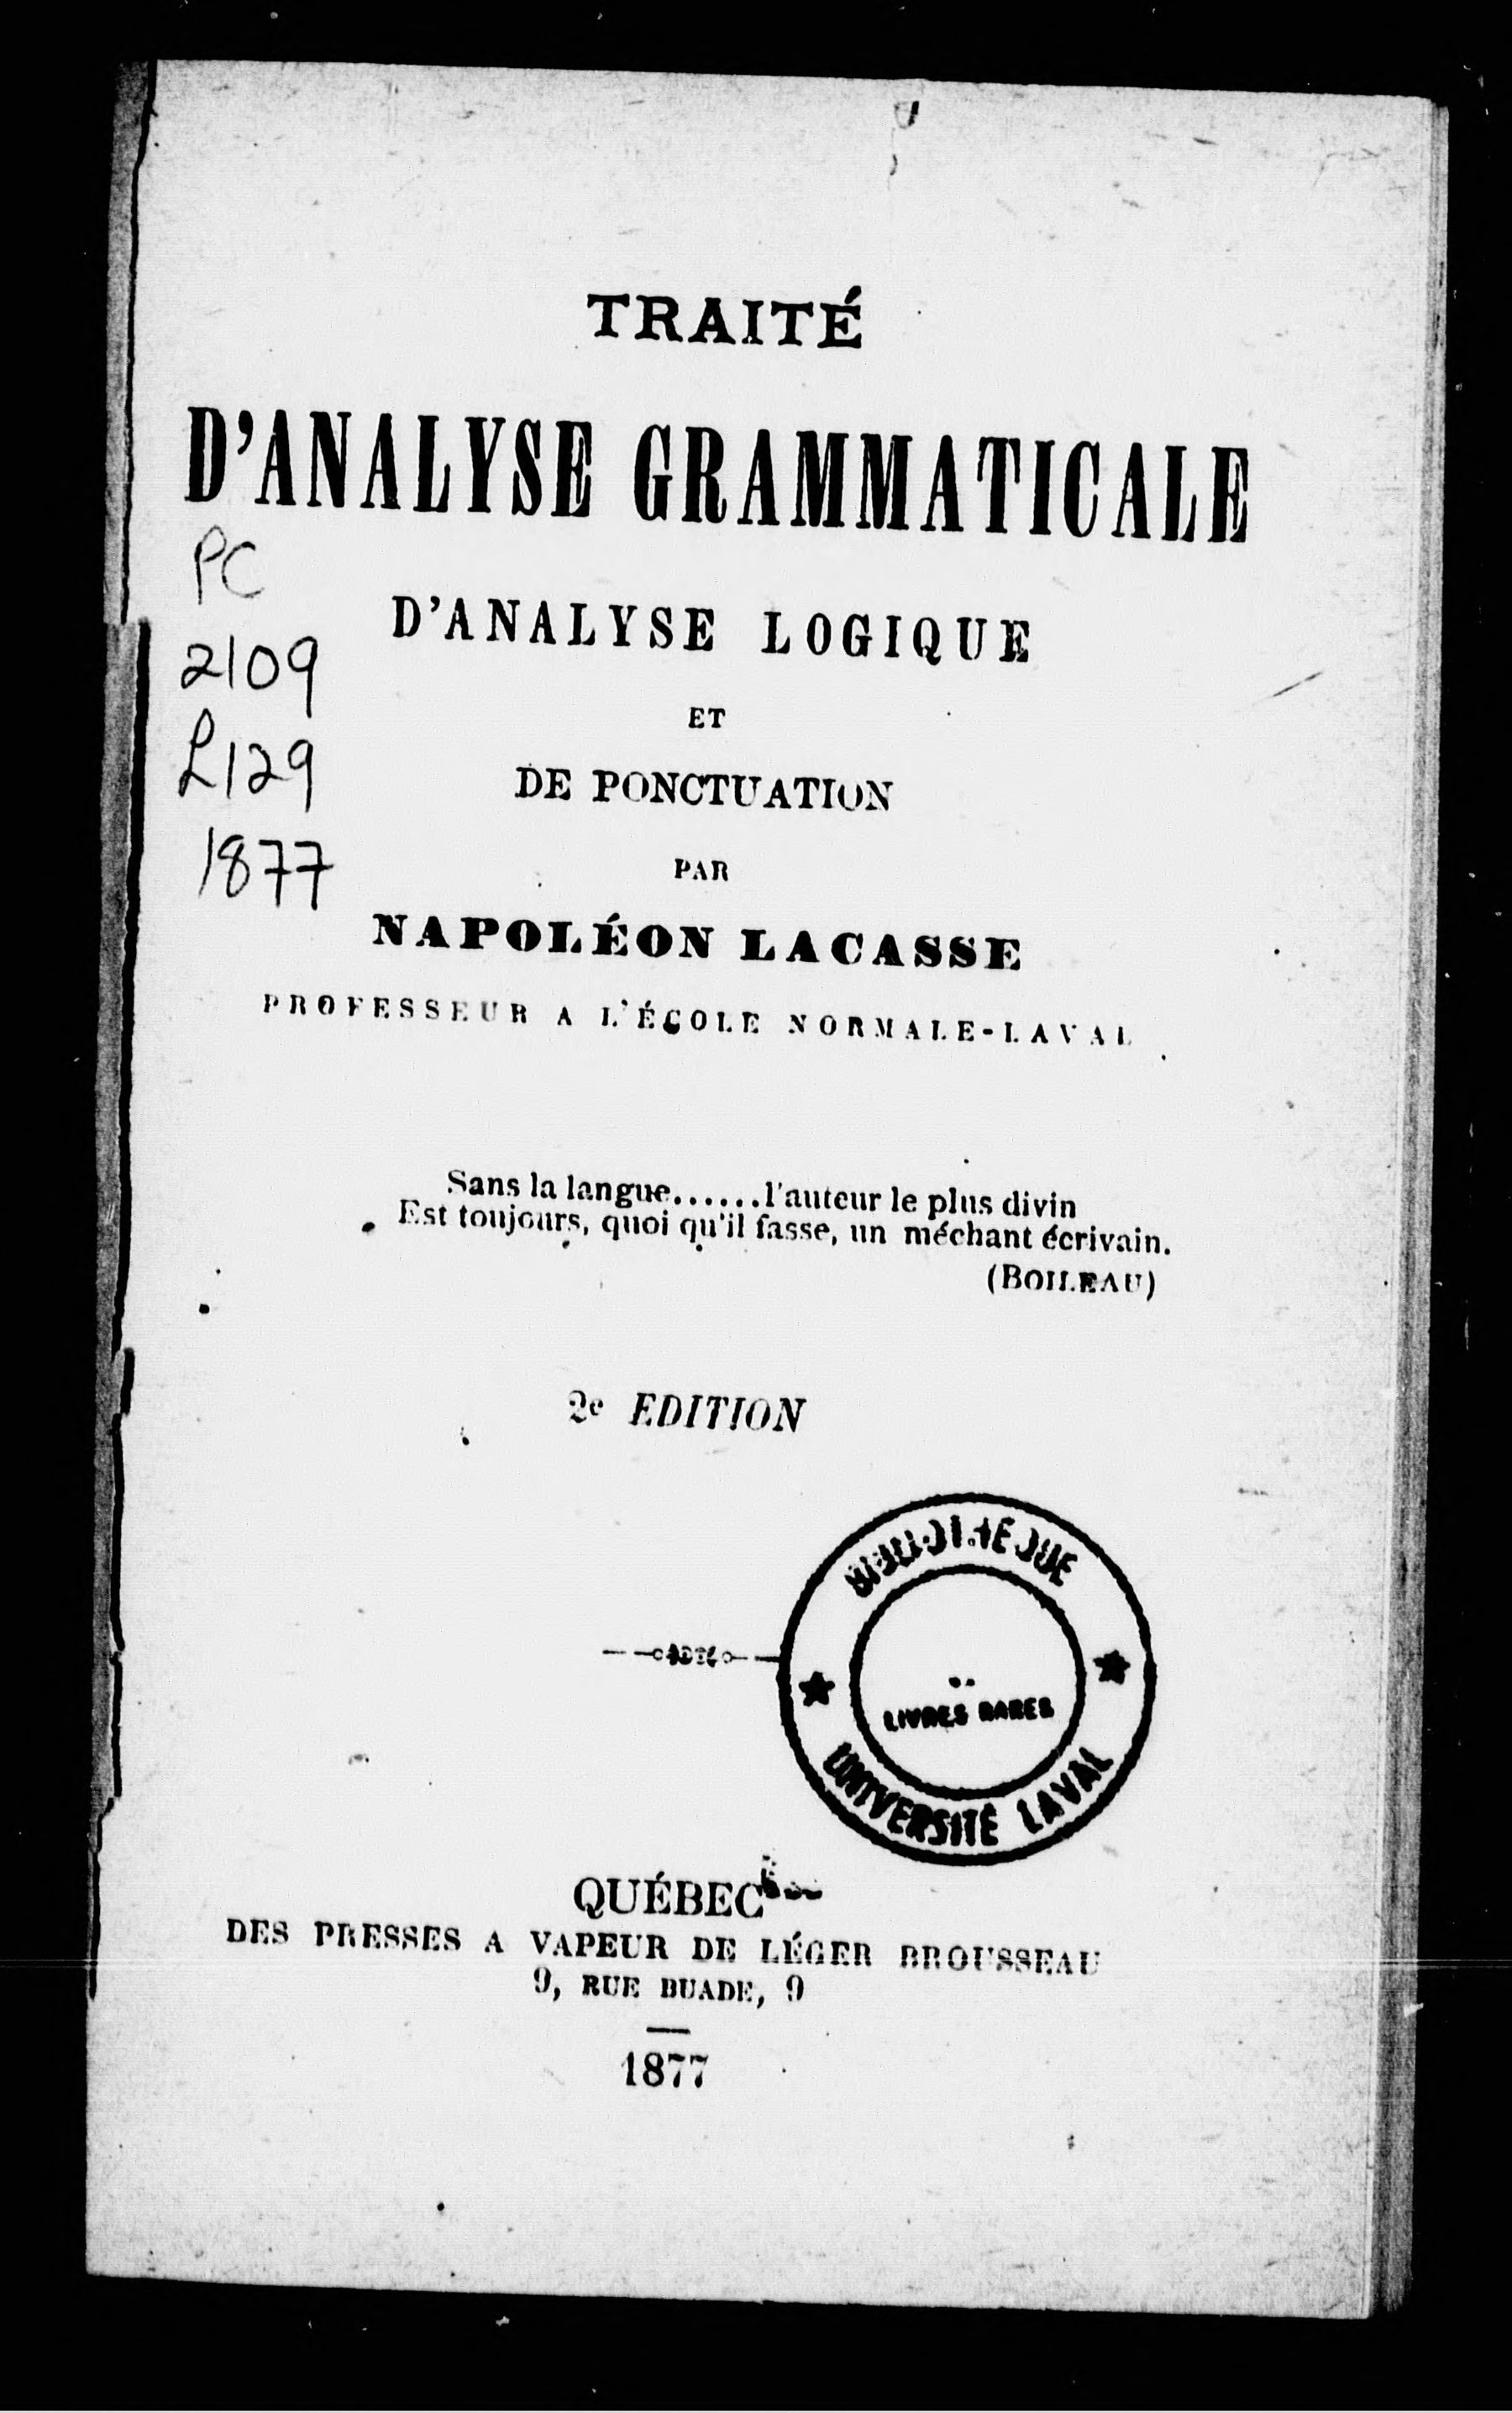 TRAITÉ
D'ANALYSE GRAMMATICALE
PC
2109
L129
1877
D'ANALYSE LOGIQUE
ET
DE PONCTUATION
PAR
NAPOLÉON LACASSE
PROFESSEUR A L'ÉCOLE NORMALE-LAVAL
Sans la langue......l'auteur le plus divin
Est toujours, quoi qu'il fasse, un méchant écrivain.
(BOILEAU)
2e EDITION
BIBLIOTHÈQUE
LIVRES RARES
UNIVERSITÉ LAVAL
QUÉBEC
DES PRESSES A VAPEUR DE LÉGER BROUSSEAU
9, RUE BUADE, 9
1877